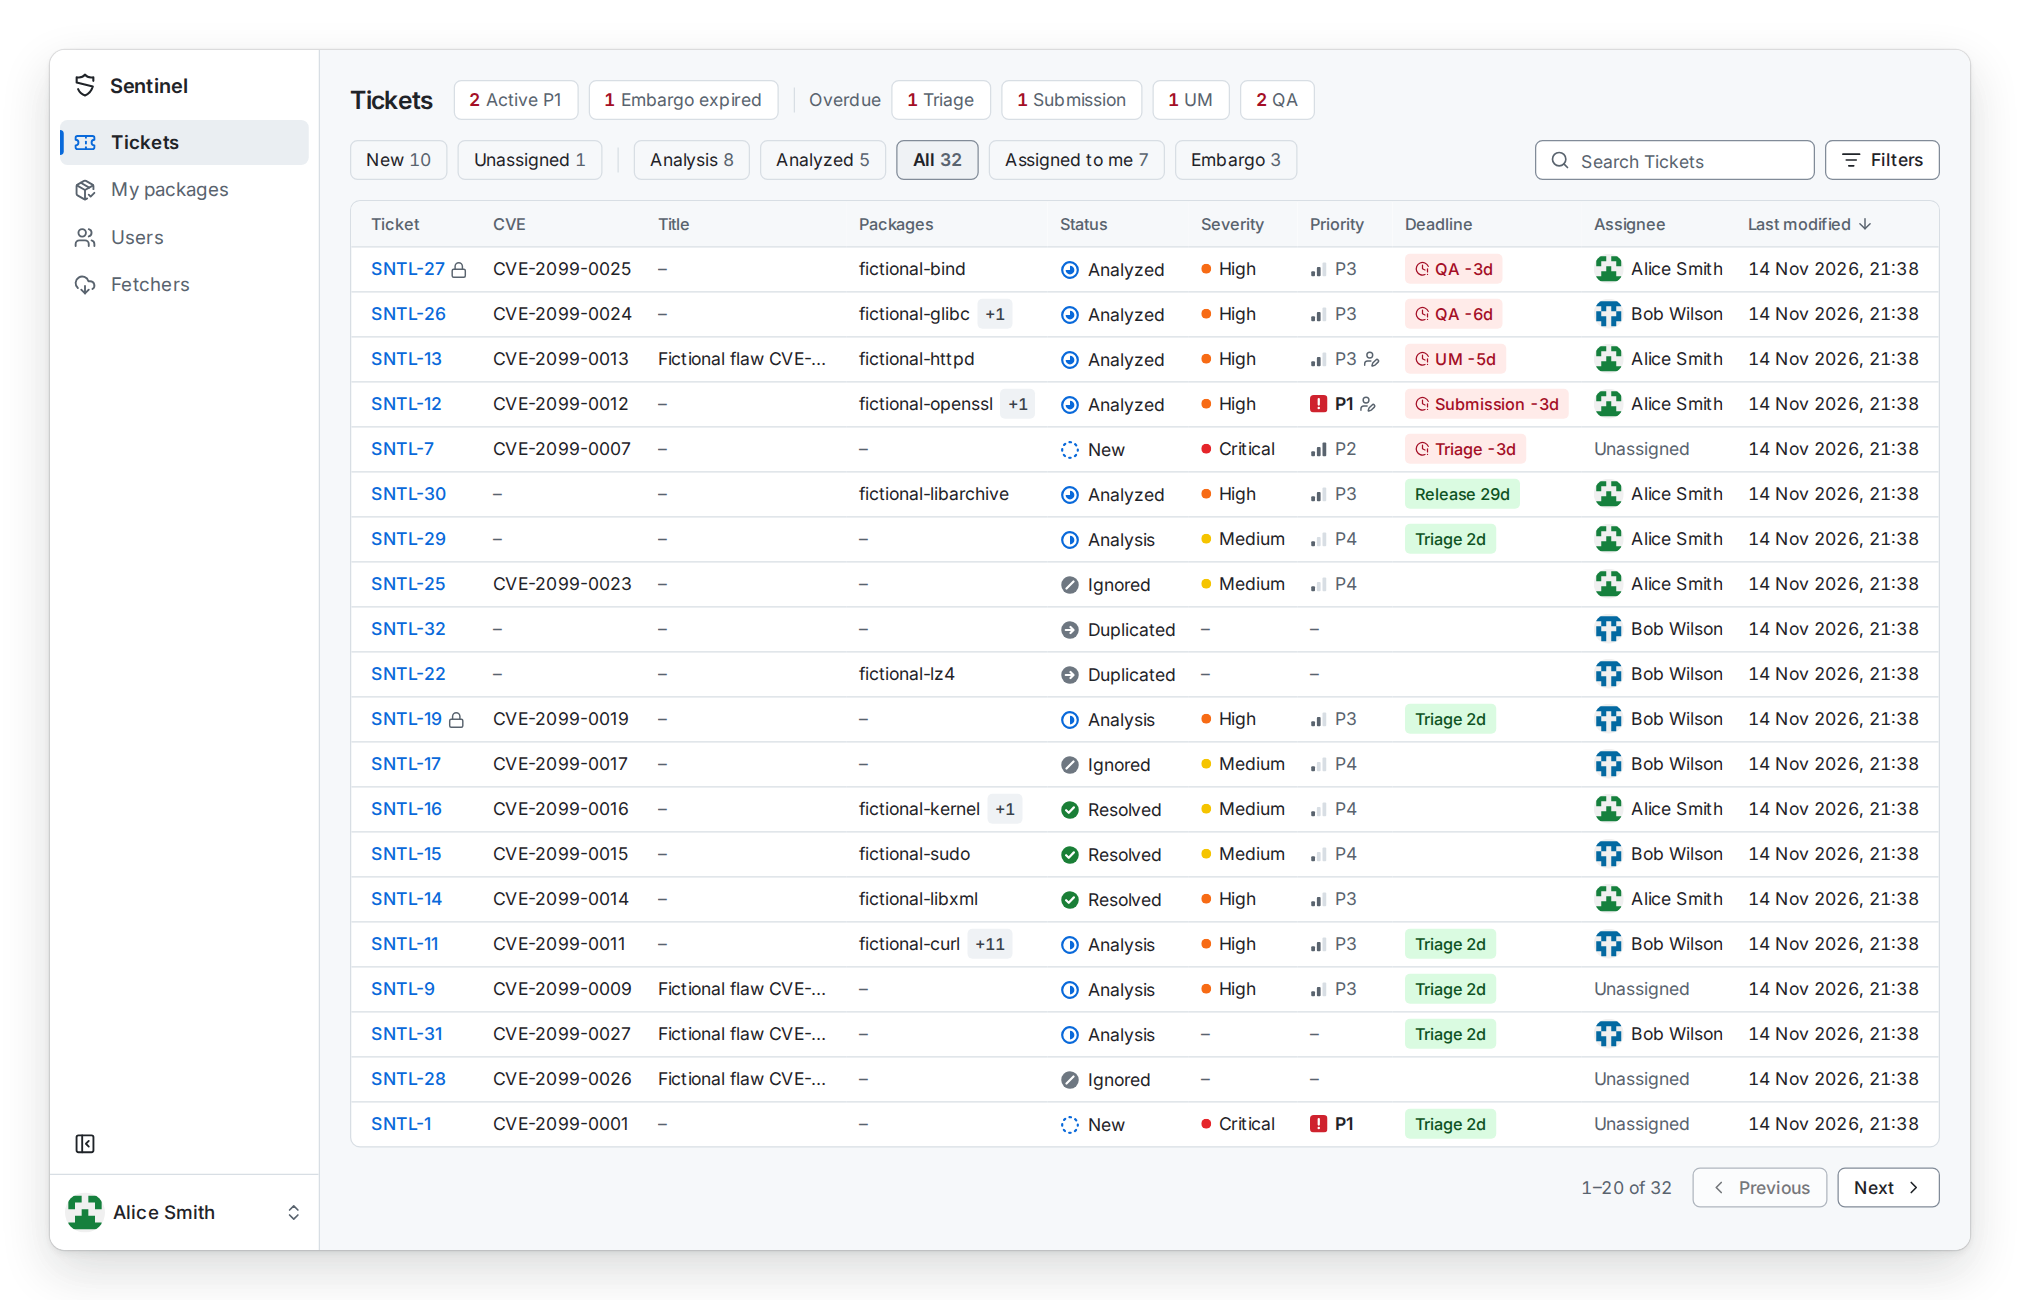 Sentinel
Tickets
My packages
Users
Fetchers
Alice Smith
Tickets 2 Active P1 1 Embargo expired Overdue 1 Triage 1 Submission 1 UM 2 QA
New 10 Unassigned 1 Analysis 8 Analyzed 5 All 32 Assigned to me 7 Embargo 3 Search Tickets Filters
Ticket CVE Title Packages Status Severity Priority Deadline Assignee Last modified
SNTL-27 CVE-2099-0025 – fictional-bind Analyzed High P3 QA -3d Alice Smith 14 Nov 2026, 21:38
SNTL-26 CVE-2099-0024 – fictional-glibc +1 Analyzed High P3 QA -6d Bob Wilson 14 Nov 2026, 21:38
SNTL-13 CVE-2099-0013 Fictional flaw CVE-... fictional-httpd Analyzed High P3 UM -5d Alice Smith 14 Nov 2026, 21:38
SNTL-12 CVE-2099-0012 – fictional-openssl +1 Analyzed High P1 Submission -3d Alice Smith 14 Nov 2026, 21:38
SNTL-7 CVE-2099-0007 – – New Critical P2 Triage -3d Unassigned 14 Nov 2026, 21:38
SNTL-30 – – fictional-libarchive Analyzed High P3 Release 29d Alice Smith 14 Nov 2026, 21:38
SNTL-29 – – – Analysis Medium P4 Triage 2d Alice Smith 14 Nov 2026, 21:38
SNTL-25 CVE-2099-0023 – – Ignored Medium P4 Alice Smith 14 Nov 2026, 21:38
SNTL-32 – – – Duplicated – – Bob Wilson 14 Nov 2026, 21:38
SNTL-22 – – fictional-lz4 Duplicated – – Bob Wilson 14 Nov 2026, 21:38
SNTL-19 CVE-2099-0019 – – Analysis High P3 Triage 2d Bob Wilson 14 Nov 2026, 21:38
SNTL-17 CVE-2099-0017 – – Ignored Medium P4 Bob Wilson 14 Nov 2026, 21:38
SNTL-16 CVE-2099-0016 – fictional-kernel +1 Resolved Medium P4 Alice Smith 14 Nov 2026, 21:38
SNTL-15 CVE-2099-0015 – fictional-sudo Resolved Medium P4 Bob Wilson 14 Nov 2026, 21:38
SNTL-14 CVE-2099-0014 – fictional-libxml Resolved High P3 Alice Smith 14 Nov 2026, 21:38
SNTL-11 CVE-2099-0011 – fictional-curl +11 Analysis High P3 Triage 2d Bob Wilson 14 Nov 2026, 21:38
SNTL-9 CVE-2099-0009 Fictional flaw CVE-... – Analysis High P3 Triage 2d Unassigned 14 Nov 2026, 21:38
SNTL-31 CVE-2099-0027 Fictional flaw CVE-... – Analysis – – Triage 2d Bob Wilson 14 Nov 2026, 21:38
SNTL-28 CVE-2099-0026 Fictional flaw CVE-... – Ignored – – Unassigned 14 Nov 2026, 21:38
SNTL-1 CVE-2099-0001 – – New Critical P1 Triage 2d Unassigned 14 Nov 2026, 21:38
1–20 of 32 Previous Next